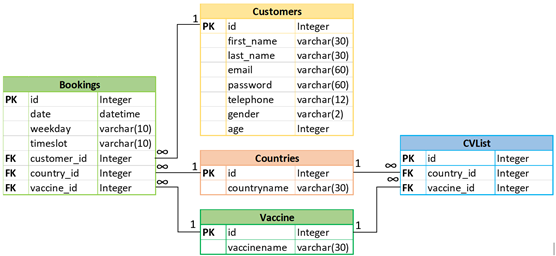 Customers
PK id Integer
first_name varchar(30)
last_name varchar(30)
email varchar(60)
password varchar(60)
telephone varchar(12)
gender varchar(2)
age Integer
Bookings
PK id Integer
date datetime
weekday varchar(10)
timeslot varchar(10)
FK customer_id Integer
FK country_id Integer
FK vaccine_id Integer
Countries
PK id Integer
countryname varchar(30)
Vaccine
PK id Integer
vaccinename varchar(30)
CVList
PK id Integer
FK country_id Integer
FK vaccine_id Integer
1
∞
1
∞
1
∞
1
∞
1
∞